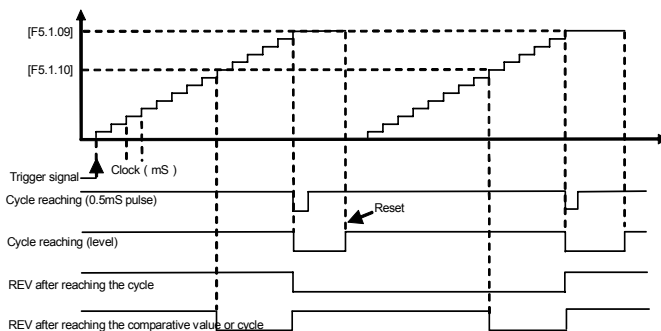 [F5.1.09]
[F5.1.10]
Clock ( mS )
Trigger signal
Cycle reaching (0.5mS pulse)
Reset
Cycle reaching (level)
REV after reaching the cycle
REV after reaching the comparative value or cycle